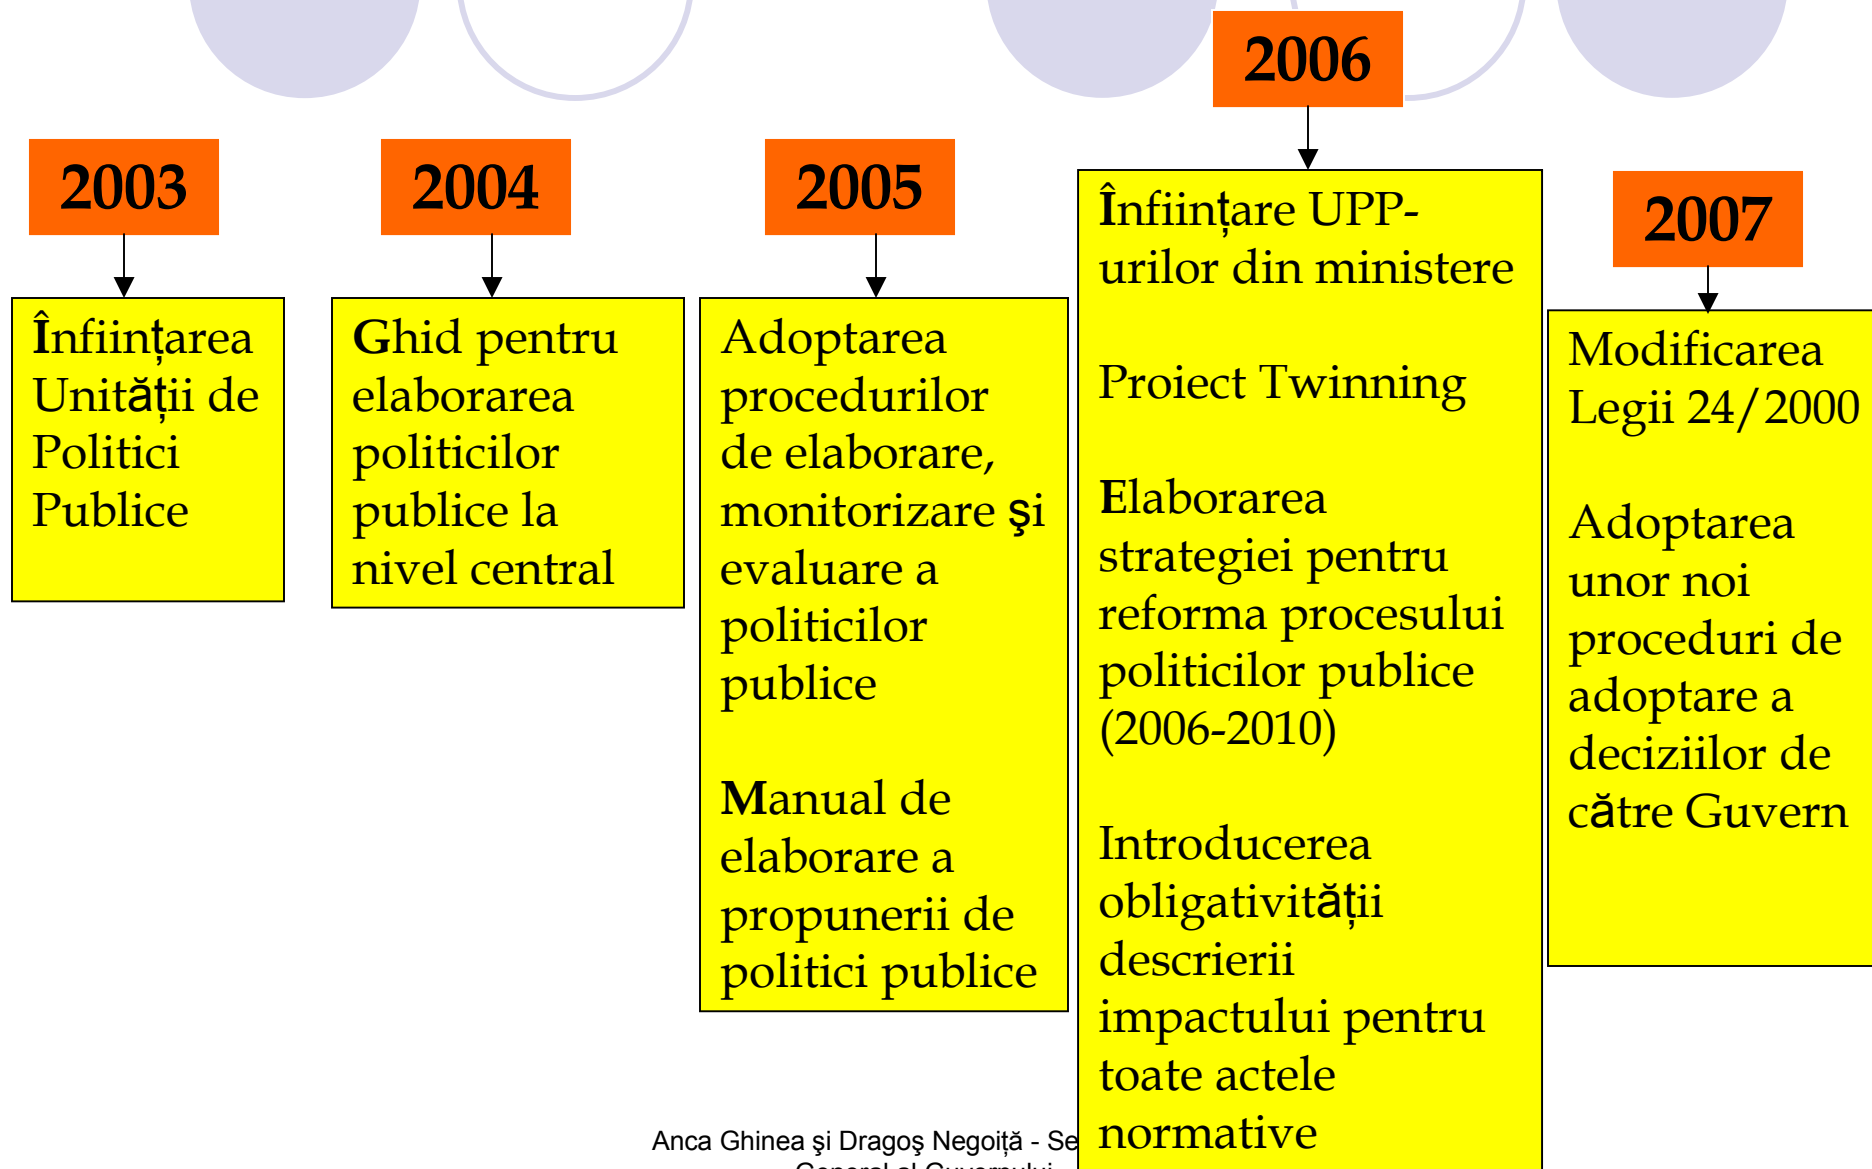 2003
Înființarea
Unității de
Politici
Publice
2004
Ghid pentru
elaborarea
politicilor
publice la
nivel central
2005
Adoptarea
procedurilor
de elaborare,
monitorizare şi
evaluare a
politicilor
publice
Manual de
elaborare a
propunerii de
politici publice
2006
Înființare UPP-
urilor din ministere
Proiect Twinning
Elaborarea
strategiei pentru
reforma procesului
politicilor publice
(2006-2010)
Introducerea
obligativității
descrierii
impactului pentru
toate actele
normative
2007
Modificarea
Legii 24/2000
Adoptarea
unor noi
proceduri de
adoptare a
deciziilor de
către Guvern
Anca Ghinea şi Dragoş Negoiță - Se
General al Guvernului